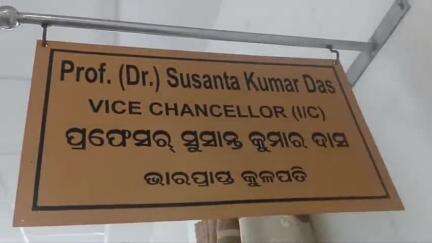 Prof. (Dr.) Susanta Kumar Das
VICE CHANCELLOR (IIC)
ପ୍ରଫେସର୍ ସୁସାନ୍ତ କୁମାର ଦାସ
ଭାରପ୍ରାପ୍ତ କୁଳପତି